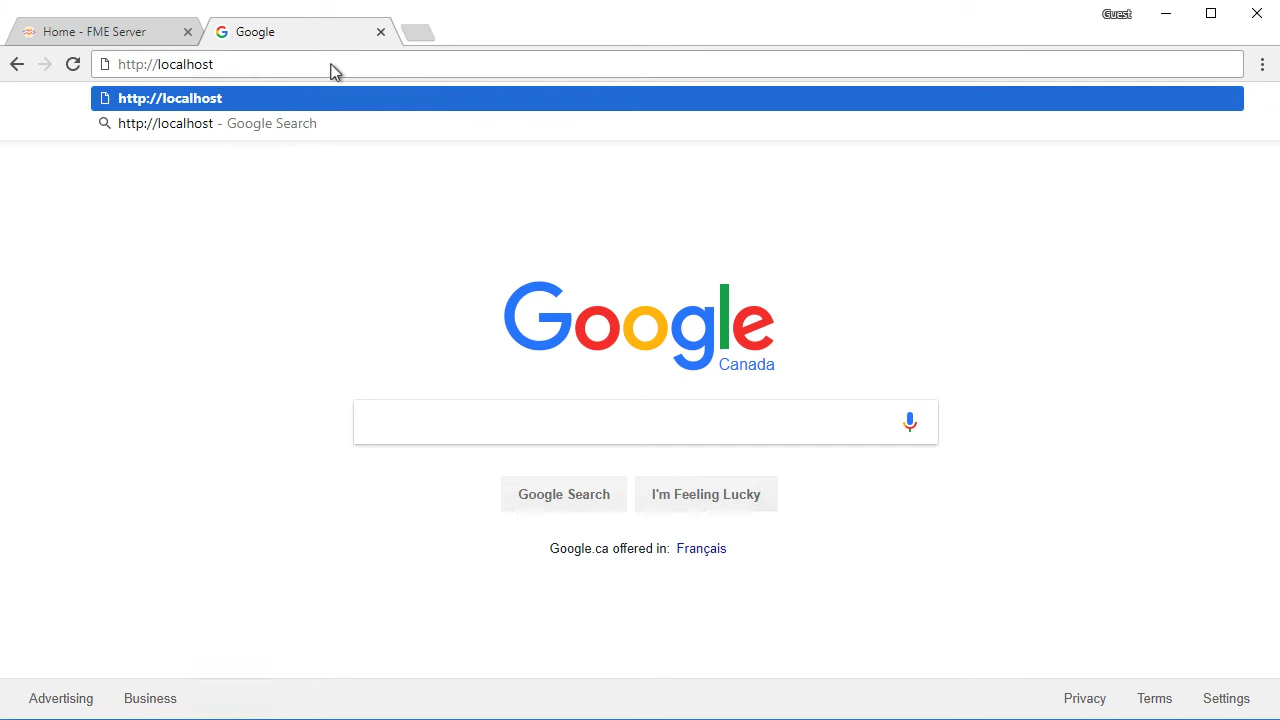 Home - FME Server
Google
Guest
http://localhost
http://localhost
http://localhost - Google Search
Google
Canada
Google Search
I'm Feeling Lucky
Google.ca offered in: Français
Advertising
Business
Privacy
Terms
Settings